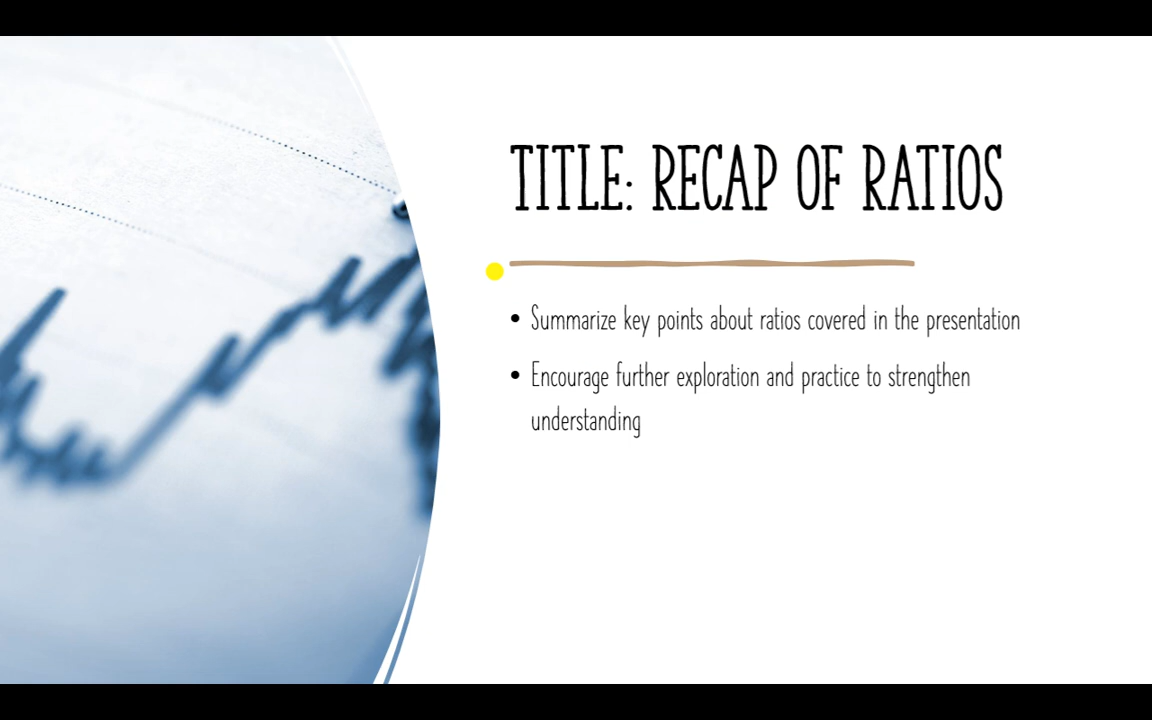 TITLE: RECAP OF RATIOS
• Summarize key points about ratios covered in the presentation
• Encourage further exploration and practice to strengthen
understanding